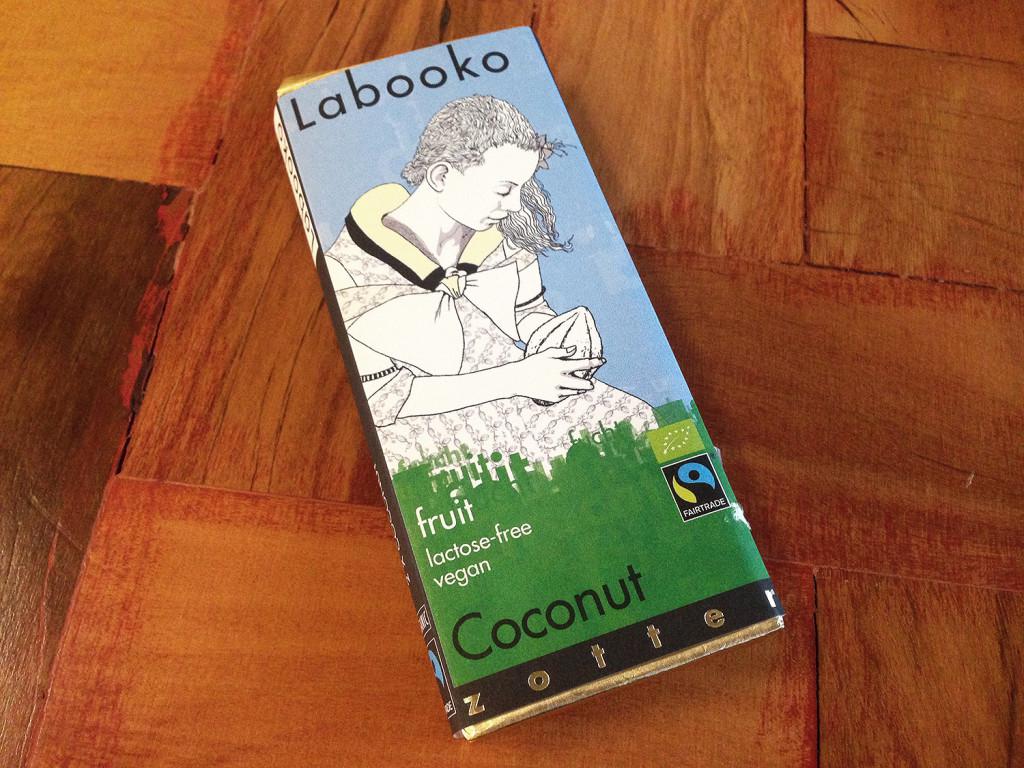 Labooko
fruit
lactose-free
vegan
FAIRTRADE
Coconut
zotter